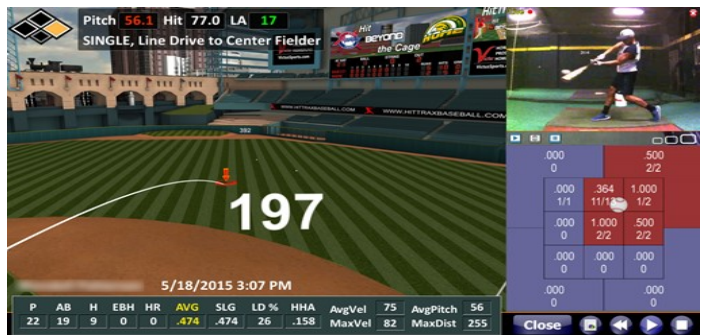 Pitch 56.1 Hit 77.0 LA 17
SINGLE, Line Drive to Center Fielder
Hit
BEYOND
the Cage
HOME
WWW.HITTRAXBASEBALL.COM
392
197
5/18/2015 3:07 PM
P AB H EBH HR AVG SLG LD % HHA AvgVel 75 AvgPitch 56
22 19 9 0 0 .474 .474 26 .158 MaxVel 82 MaxDist 255
.000 .500
0 2/2
.000 .364 1.000
1/1 1/2
.000 1.000 .500
0 2/2 2/2
.000 .000 .000
0 0 0
.000 .000
0 0
Close